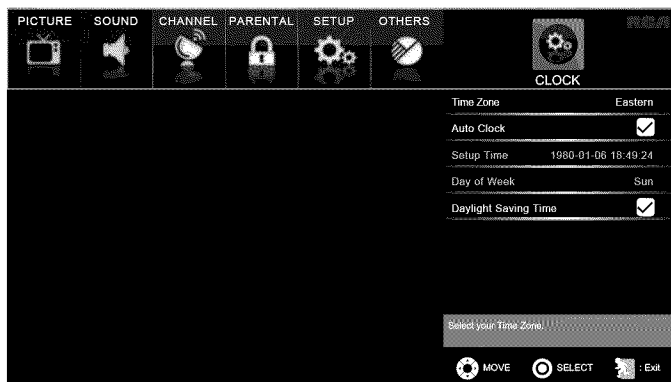 PICTURE SOUND CHANNEL PARENTAL SETUP OTHERS
RCA
CLOCK
Time Zone Eastern
Auto Clock
Setup Time 1980-01-06 18:49:24
Day of Week Sun
Daylight Saving Time
Select your Time Zone.
MOVE SELECT : Exit